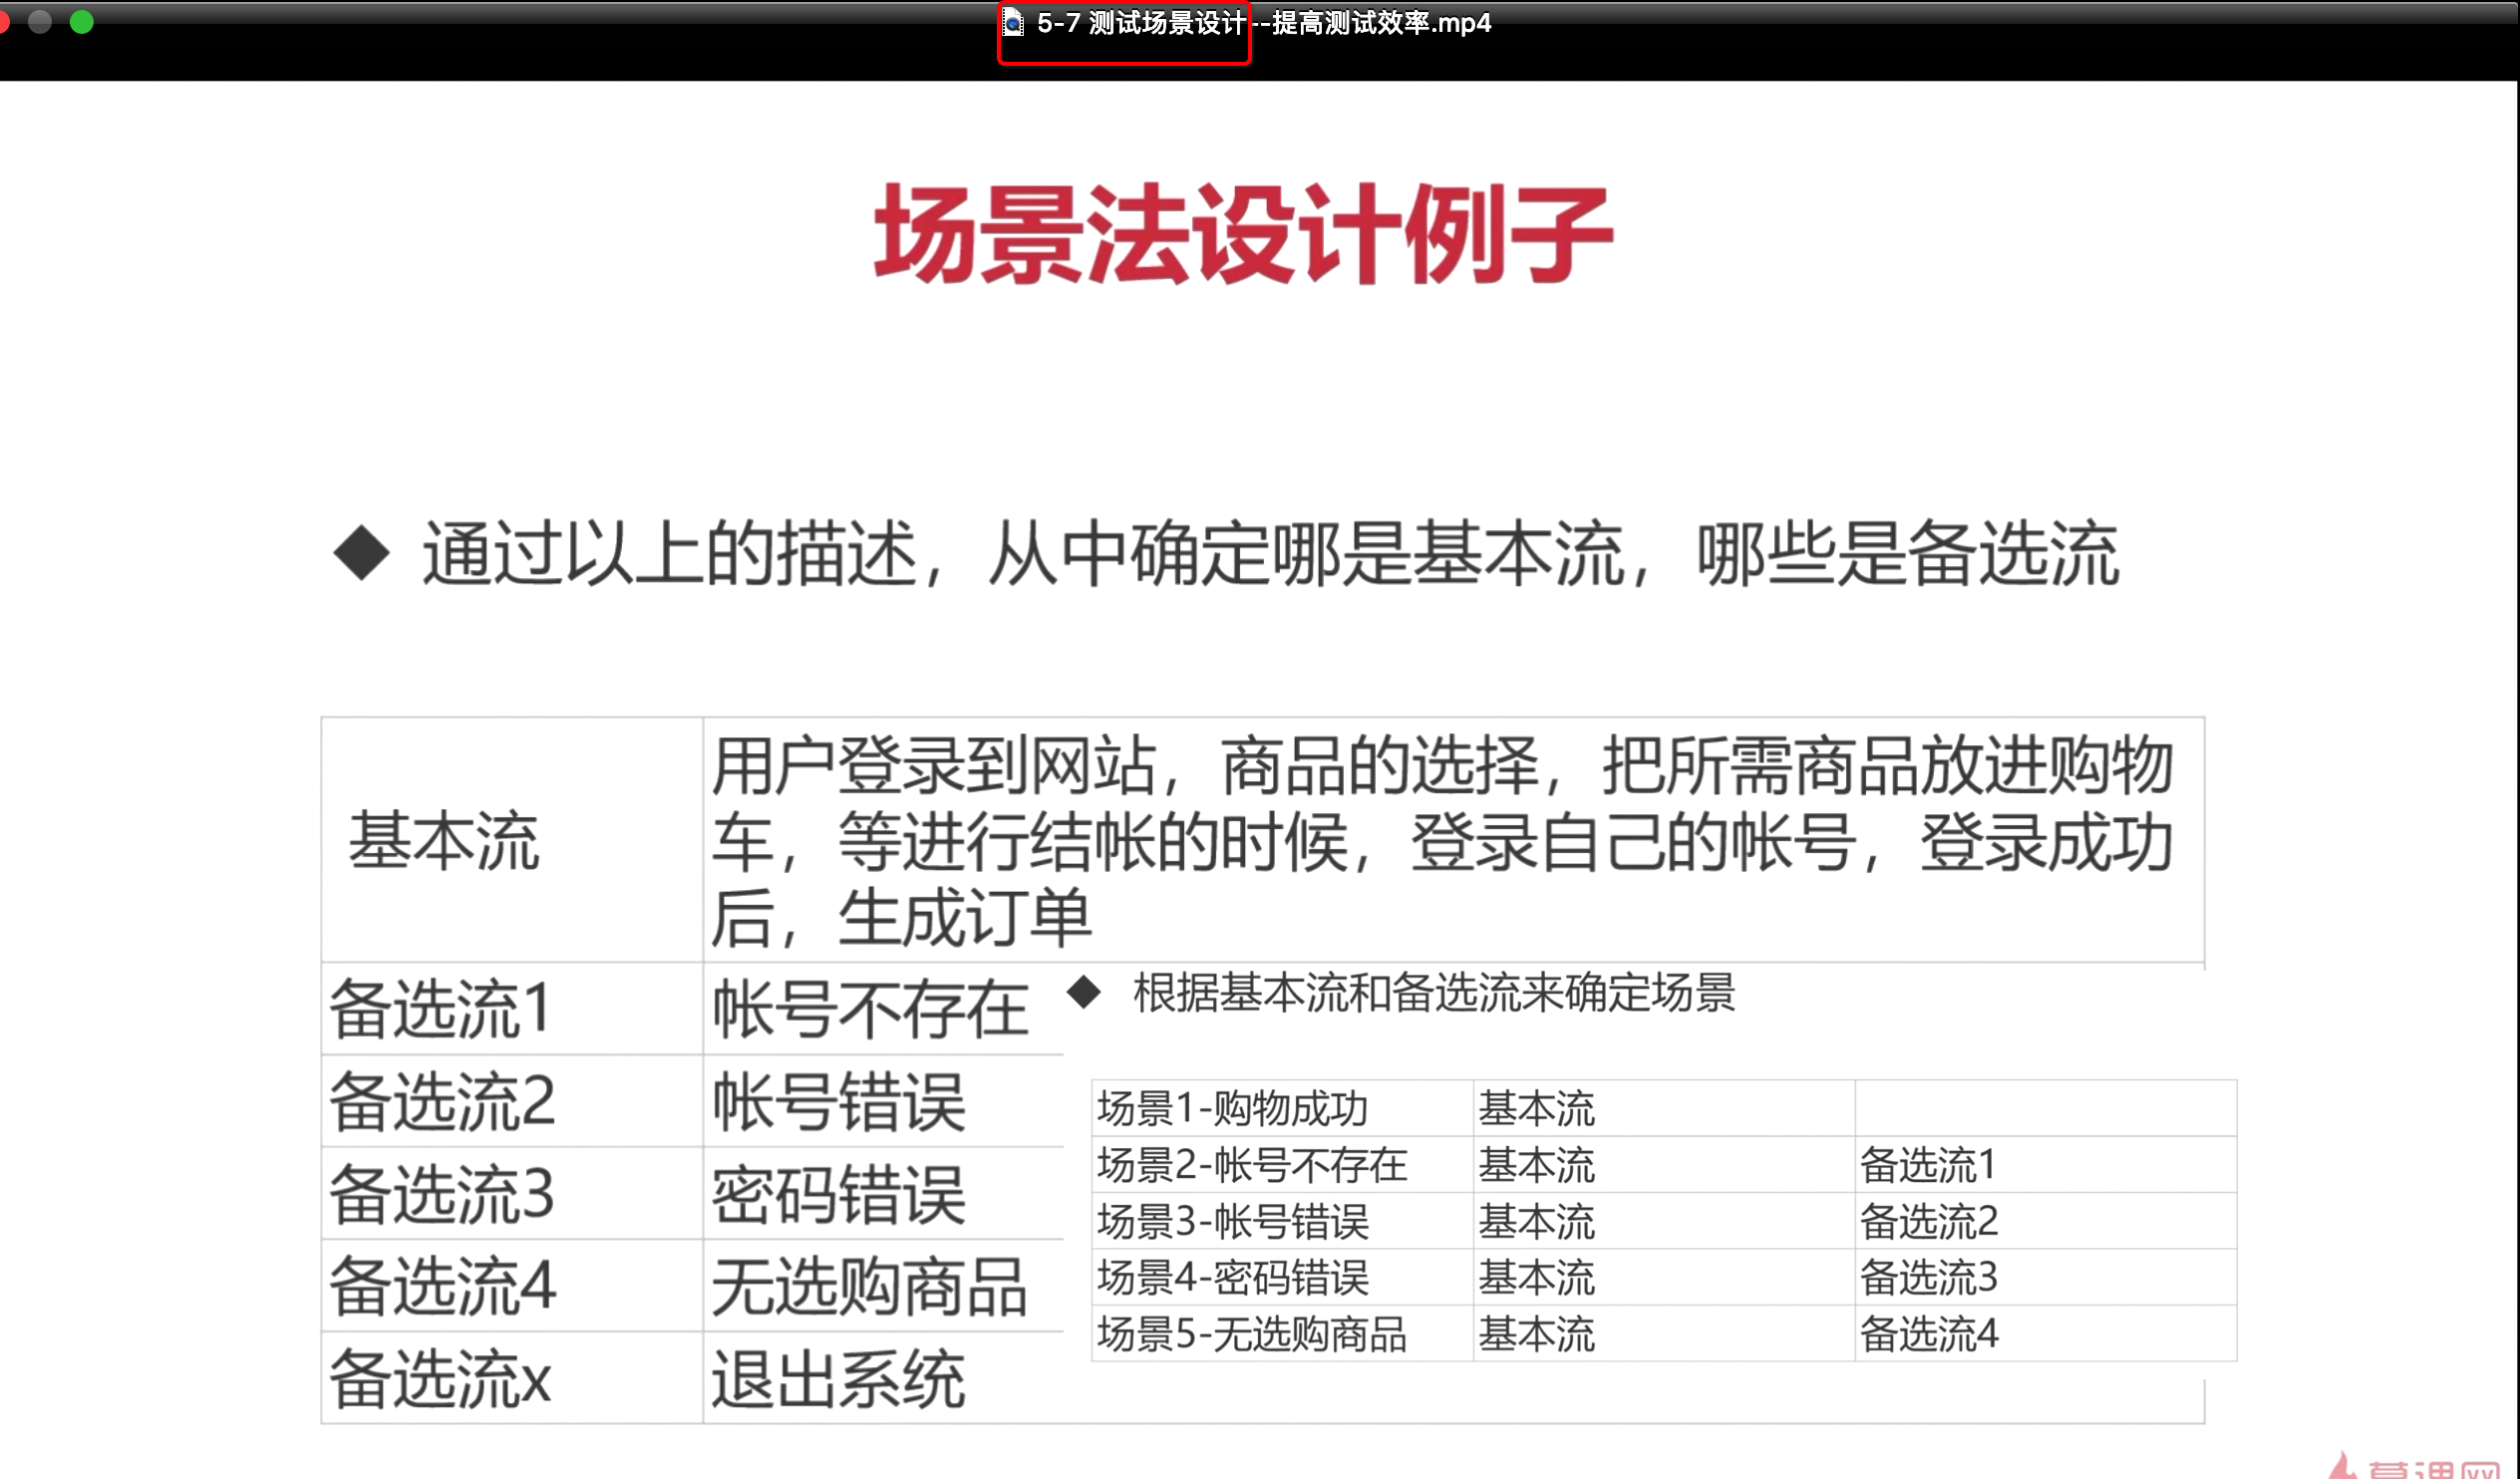 5-7 测试场景设计--提高测试效率.mp4
场景法设计例子
◆ 通过以上的描述，从中确定哪是基本流，哪些是备选流
基本流
用户登录到网站，商品的选择，把所需商品放进购物
车，等进行结帐的时候，登录自己的帐号，登录成功
后，生成订单
备选流1 帐号不存在
备选流2 帐号错误
备选流3 密码错误
备选流4 无选购商品
备选流x 退出系统
◆ 根据基本流和备选流来确定场景
场景1-购物成功 基本流
场景2-帐号不存在 基本流 备选流1
场景3-帐号错误 基本流 备选流2
场景4-密码错误 基本流 备选流3
场景5-无选购商品 基本流 备选流4
慕课网